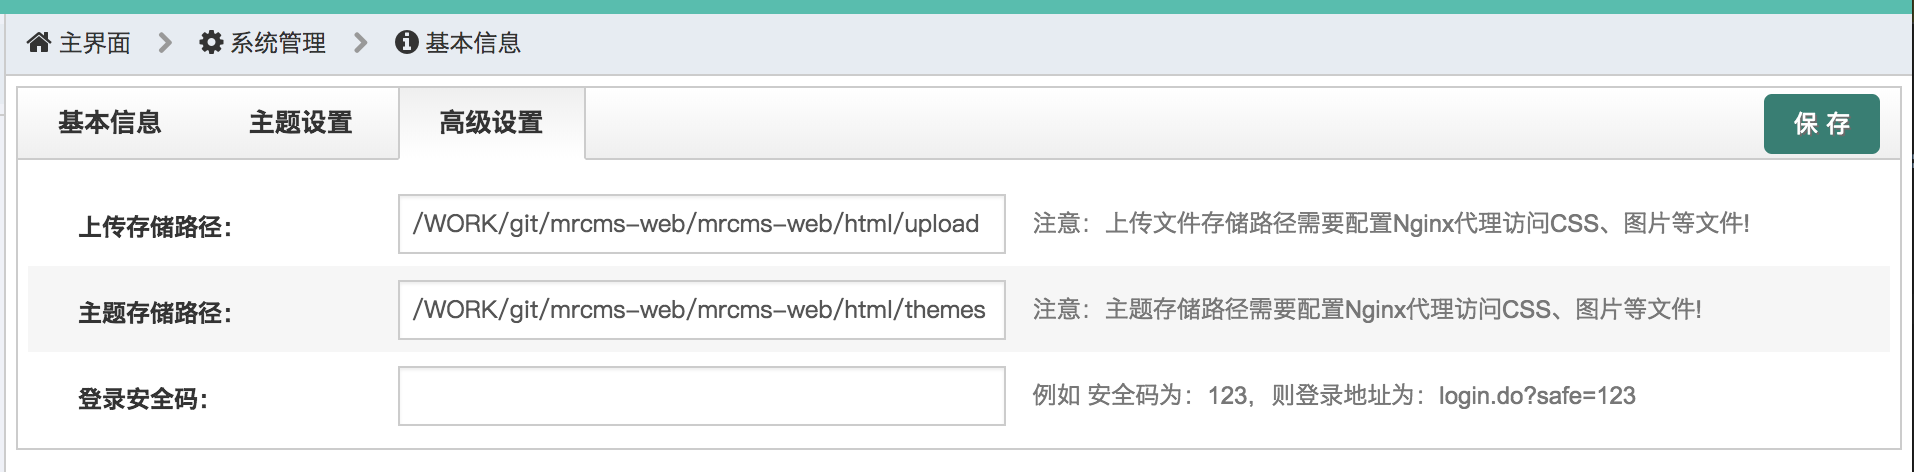 主界面 系统管理 基本信息
基本信息 主题设置 高级设置 保 存
上传存储路径： /WORK/git/mrcms-web/mrcms-web/html/upload 注意：上传文件存储路径需要配置Nginx代理访问CSS、图片等文件!
主题存储路径： /WORK/git/mrcms-web/mrcms-web/html/themes 注意：主题存储路径需要配置Nginx代理访问CSS、图片等文件!
登录安全码： 例如 安全码为：123，则登录地址为：login.do?safe=123